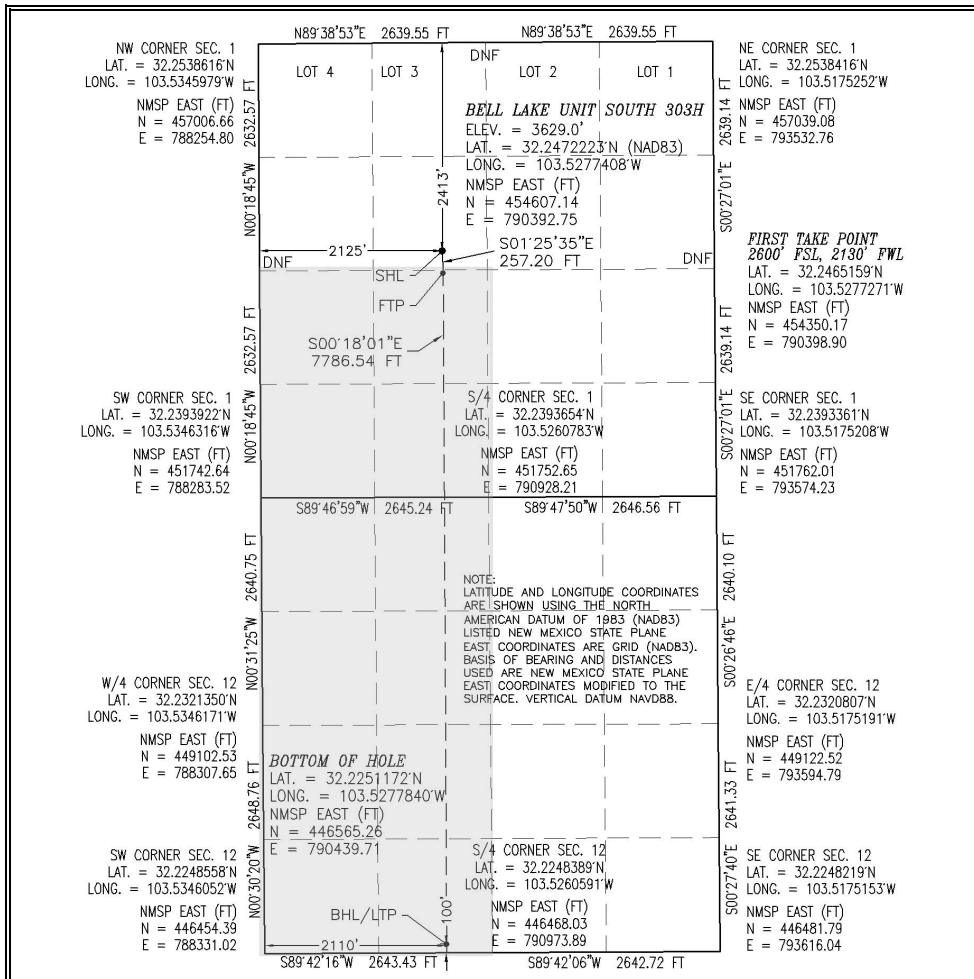 N89°38'53"E 2639.55 FT
N89°38'53"E 2639.55 FT
NW CORNER SEC. 1
LAT. = 32.2538616°N
LONG. = 103.5345979°W
NMSP EAST (FT)
N = 457006.66
E = 788254.80
LOT 4
LOT 3
DNF
LOT 2
LOT 1
NE CORNER SEC. 1
LAT. = 32.2538416°N
LONG. = 103.5175252°W
NMSP EAST (FT)
N = 457039.08
E = 793532.76
2632.57 FT
N00°18'45"W
2639.14 FT
S00°27'01"E
BELL LAKE UNIT SOUTH 303H
ELEV. = 3629.0'
LAT. = 32.2472223°N (NAD83)
LONG. = 103.5277408°W
NMSP EAST (FT)
N = 454607.14
E = 790392.75
2413'
2125'
S01°25'35"E
257.20 FT
DNF
SHL
DNF
FTP
FIRST TAKE POINT
2600' FSL, 2130' FWL
LAT. = 32.2465159°N
LONG. = 103.5277271°W
NMSP EAST (FT)
N = 454350.17
E = 790398.90
S00°18'01"E
7786.54 FT
2632.57 FT
N00°18'45"W
2639.14 FT
S00°27'01"E
SW CORNER SEC. 1
LAT. = 32.2393922°N
LONG. = 103.5346316°W
NMSP EAST (FT)
N = 451742.64
E = 788283.52
S/4 CORNER SEC. 1
LAT. = 32.2393654°N
LONG. = 103.5260783°W
NMSP EAST (FT)
N = 451752.65
E = 790928.21
SE CORNER SEC. 1
LAT. = 32.2393361°N
LONG. = 103.5175208°W
NMSP EAST (FT)
N = 451762.01
E = 793574.23
S89°46'59"W 2645.24 FT
S89°47'50"W 2646.56 FT
2640.75 FT
N00°31'25"W
2640.10 FT
S00°26'46"E
NOTE:
LATITUDE AND LONGITUDE COORDINATES
ARE SHOWN USING THE NORTH
AMERICAN DATUM OF 1983 (NAD83)
LISTED NEW MEXICO STATE PLANE
EAST COORDINATES ARE GRID (NAD83).
BASIS OF BEARING AND DISTANCES
USED ARE NEW MEXICO STATE PLANE
EAST COORDINATES MODIFIED TO THE
SURFACE. VERTICAL DATUM NAVD88.
W/4 CORNER SEC. 12
LAT. = 32.2321350°N
LONG. = 103.5346171°W
NMSP EAST (FT)
N = 449102.53
E = 788307.65
E/4 CORNER SEC. 12
LAT. = 32.2320807°N
LONG. = 103.5175191°W
NMSP EAST (FT)
N = 449122.52
E = 793594.79
BOTTOM OF HOLE
LAT. = 32.2251172°N
LONG. = 103.5277840°W
NMSP EAST (FT)
N = 446565.26
E = 790439.71
2648.76 FT
N00°30'20"W
2641.33 FT
S00°27'40"E
SW CORNER SEC. 12
LAT. = 32.2248558°N
LONG. = 103.5346052°W
NMSP EAST (FT)
N = 446454.39
E = 788331.02
S/4 CORNER SEC. 12
LAT. = 32.2248389°N
LONG. = 103.5260591°W
NMSP EAST (FT)
N = 446468.03
E = 790973.89
SE CORNER SEC. 12
LAT. = 32.2248219°N
LONG. = 103.5175153°W
NMSP EAST (FT)
N = 446481.79
E = 793616.04
BHL/LTP
100'
2110'
S89°42'16"W 2643.43 FT
S89°42'06"W 2642.72 FT